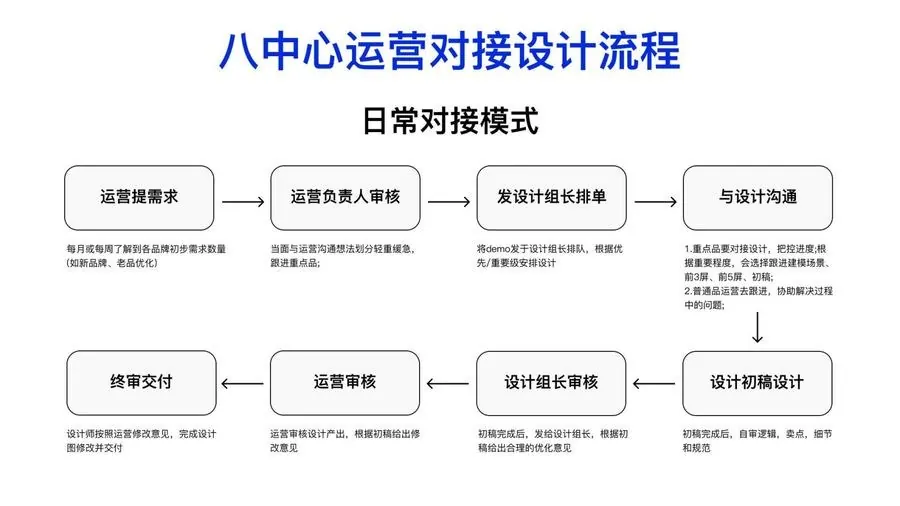 八中心运营对接设计流程
日常对接模式
运营提需求
每月或每周了解到各品牌初步需求数量
(如新品牌、老品优化)
运营负责人审核
当面与运营沟通想法划分轻重缓急,
跟进重点品;
发设计组长排单
将demo发于设计组长排队，根据优
先/重要级安排设计
与设计沟通
1.重点品要对接设计，把控进度;根
据重要程度，会选择跟进建模场景、
前3屏、前5屏、初稿;
2.普通品运营去跟进，协助解决过程
中的问题;
设计初稿设计
初稿完成后，自审逻辑，卖点，细节
和规范
设计组长审核
初稿完成后，发给设计组长，根据初
稿给出合理的优化意见
运营审核
运营审核设计产出，根据初稿给出修
改意见
终审交付
设计师按照运营修改意见，完成设计
图修改并交付